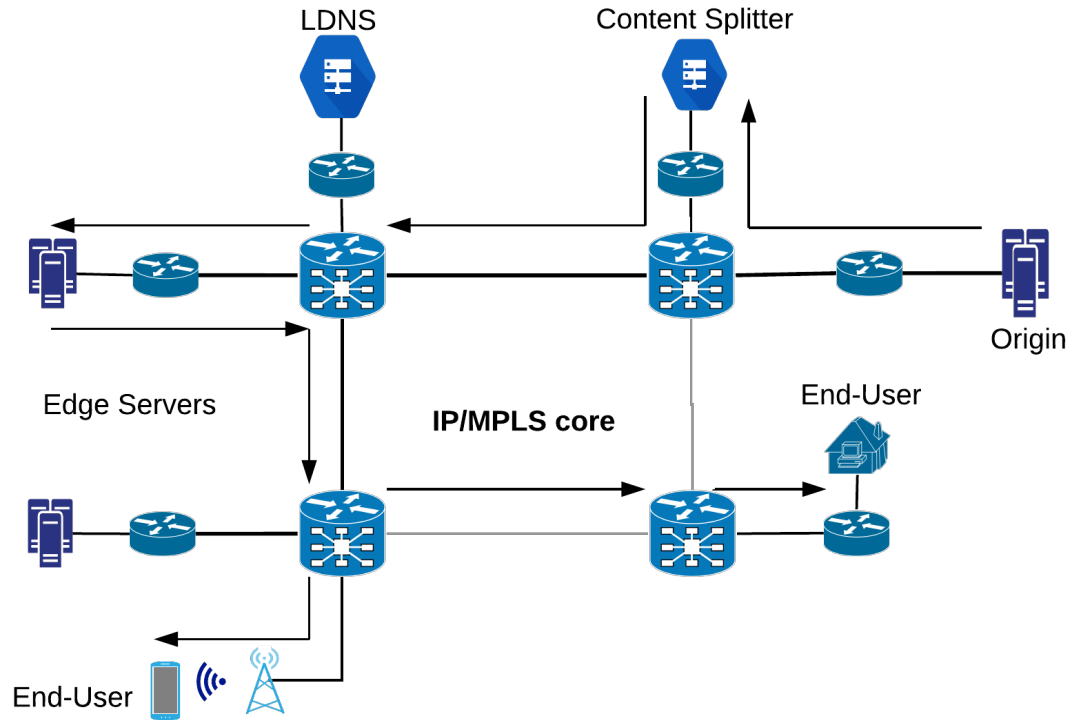 LDNS
Content Splitter
Origin
Edge Servers
IP/MPLS core
End-User
End-User